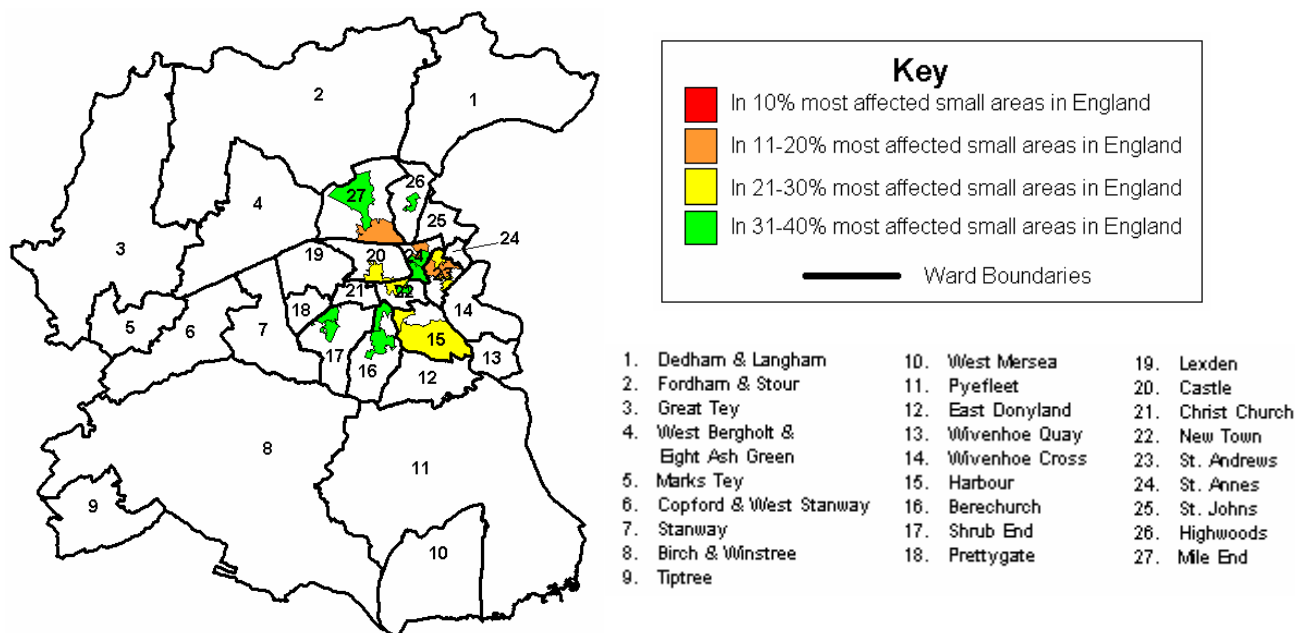 Key
In 10% most affected small areas in England
In 11-20% most affected small areas in England
In 21-30% most affected small areas in England
In 31-40% most affected small areas in England
Ward Boundaries
2
1
27
26
4
25
24
3
19
20
24
23
21
22
18
14
5
6
7
15
17
13
16
12
8
11
9
10
1. Dedham & Langham
2. Fordham & Stour
3. Great Tey
4. West Bergholt &
Eight Ash Green
5. Marks Tey
6. Copford & West Stanway
7. Stanway
8. Birch & Winstree
9. Tiptree
10. West Mersea
11. Pyefleet
12. East Donyland
13. Wivenhoe Quay
14. Wivenhoe Cross
15. Harbour
16. Berechurch
17. Shrub End
18. Prettygate
19. Lexden
20. Castle
21. Christ Church
22. New Town
23. St. Andrews
24. St. Annes
25. St. Johns
26. Highwoods
27. Mile End